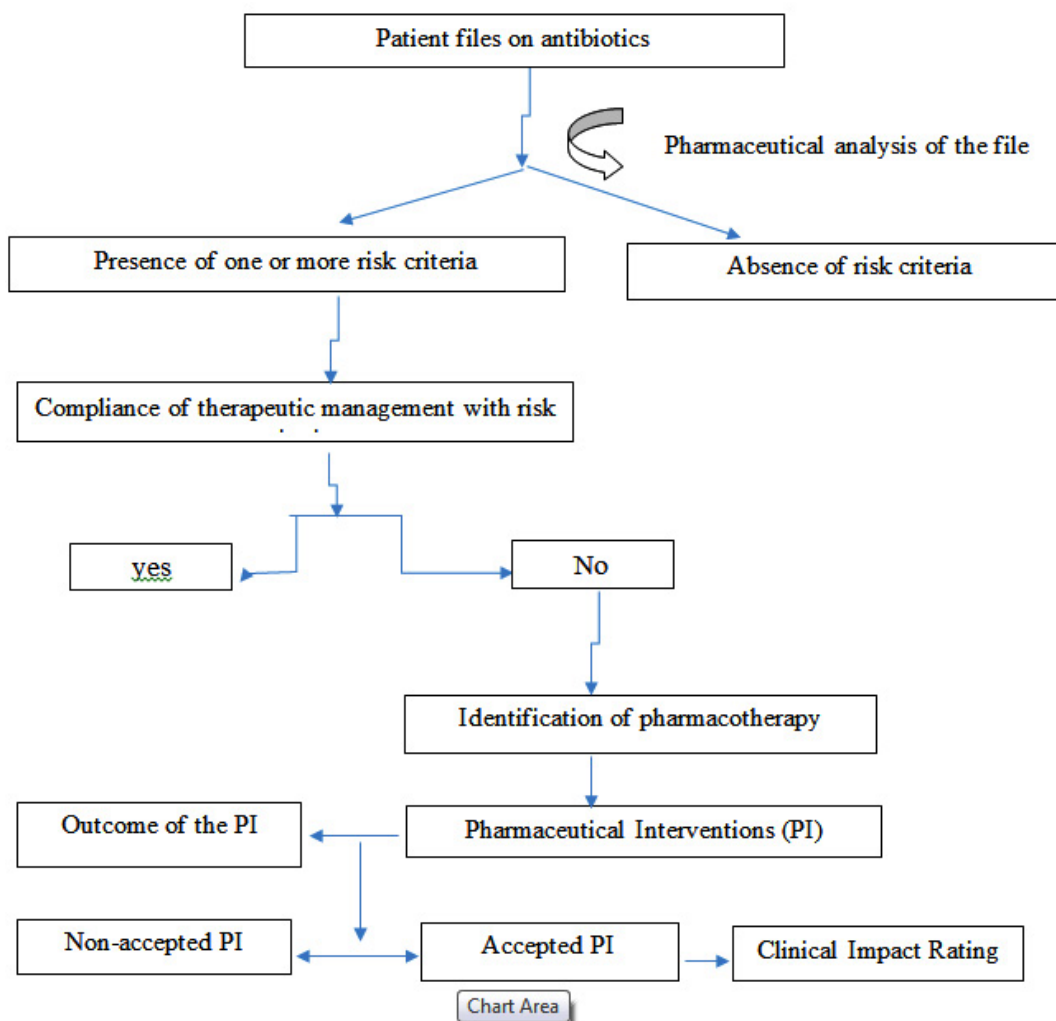 Patient files on antibiotics
Pharmaceutical analysis of the file
Presence of one or more risk criteria
Absence of risk criteria
Compliance of therapeutic management with risk
yes
No
Identification of pharmacotherapy
Outcome of the PI
Pharmaceutical Interventions (PI)
Non-accepted PI
Accepted PI
Clinical Impact Rating
Chart Area